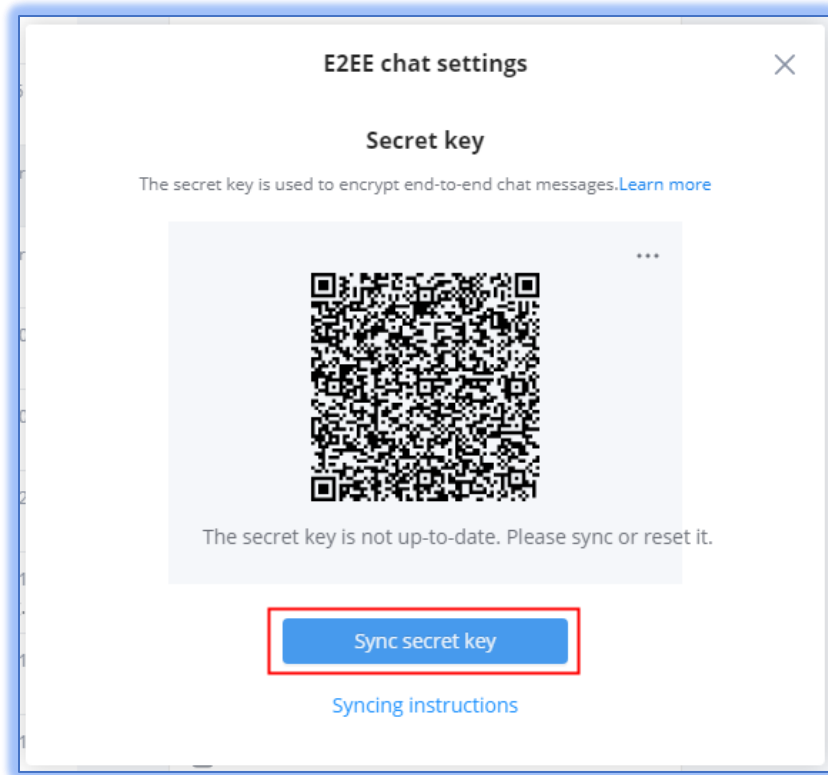 E2EE chat settings
Secret key
The secret key is used to encrypt end-to-end chat messages.Learn more
...
The secret key is not up-to-date. Please sync or reset it.
Sync secret key
Syncing instructions